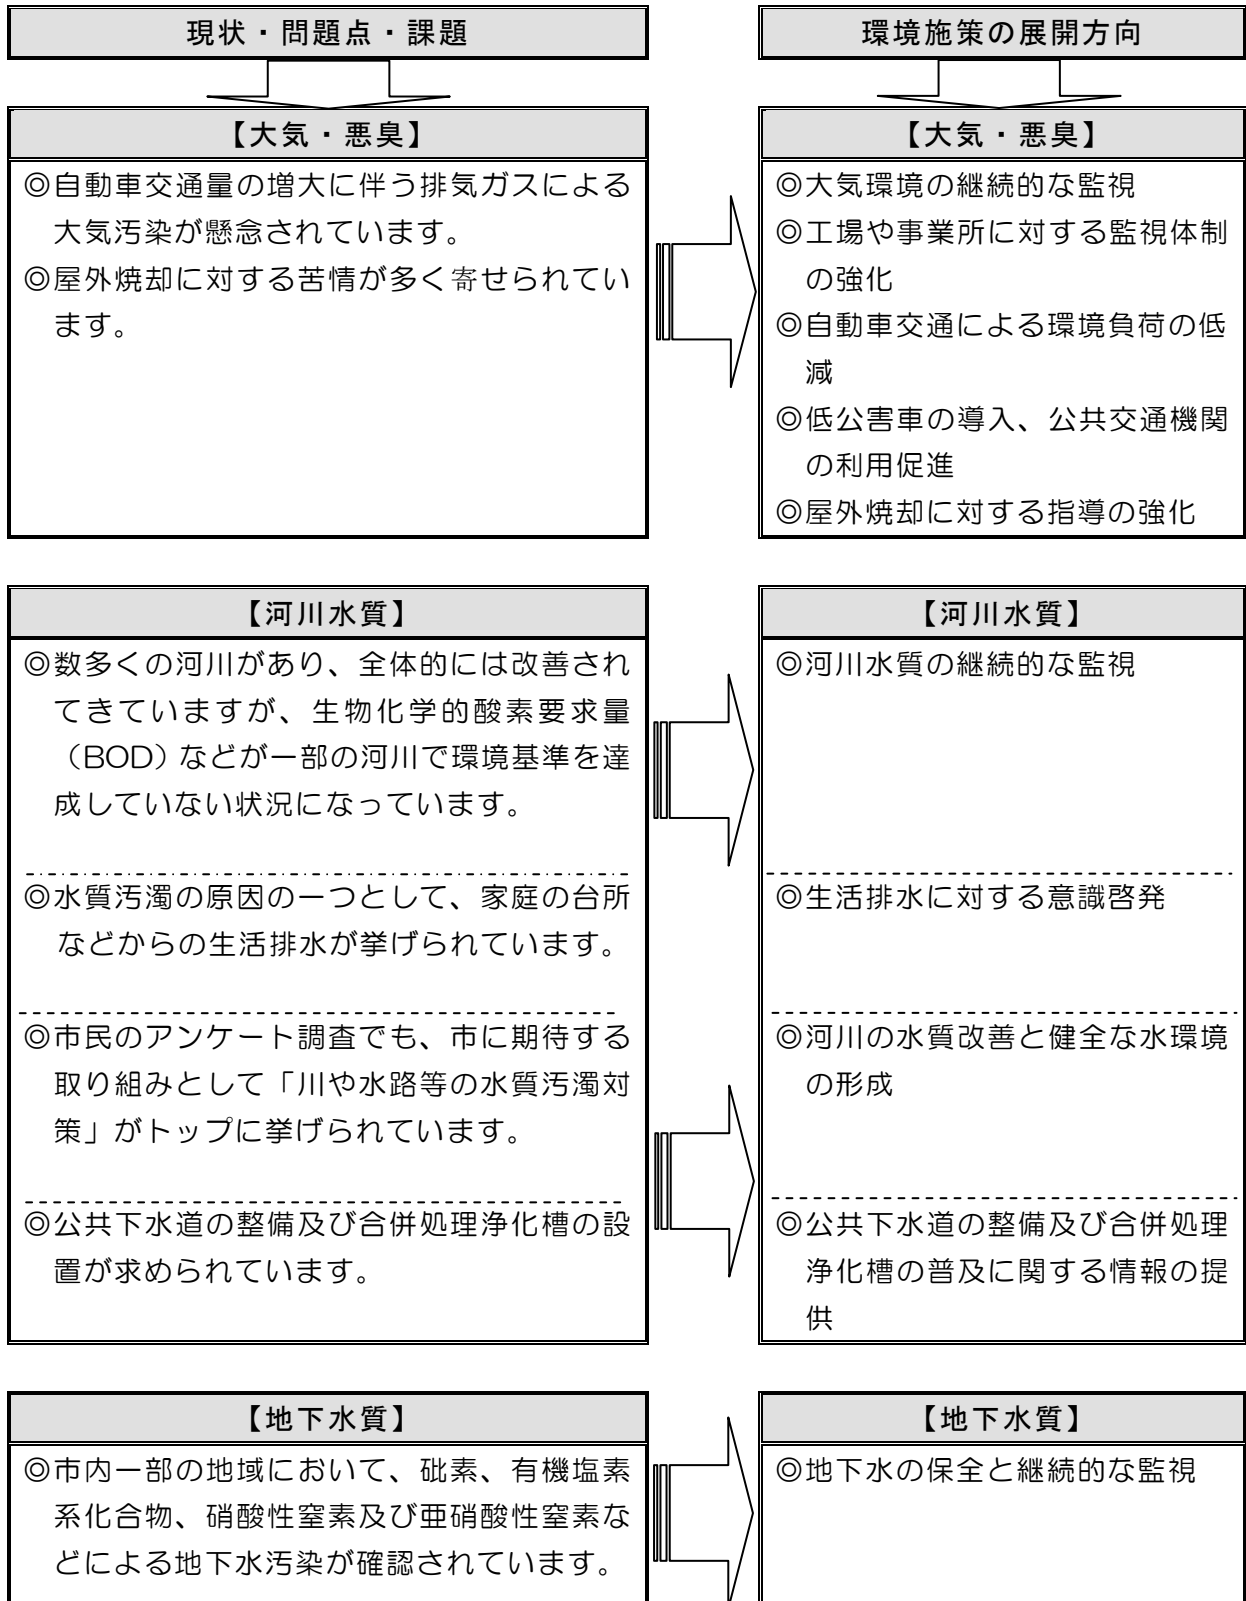 現状・問題点・課題
環境施策の展開方向
【大気・悪臭】
◎自動車交通量の増大に伴う排気ガスによる
大気汚染が懸念されています。
◎屋外焼却に対する苦情が多く寄せられてい
ます。
【大気・悪臭】
◎大気環境の継続的な監視
◎工場や事業所に対する監視体制
の強化
◎自動車交通による環境負荷の低
減
◎低公害車の導入、公共交通機関
の利用促進
◎屋外焼却に対する指導の強化
【河川水質】
◎数多くの河川があり、全体的には改善され
てきていますが、生物化学的酸素要求量
（BOD）などが一部の河川で環境基準を達
成していない状況になっています。
◎水質汚濁の原因の一つとして、家庭の台所
などからの生活排水が挙げられています。
◎市民のアンケート調査でも、市に期待する
取り組みとして「川や水路等の水質汚濁対
策」がトップに挙げられています。
◎公共下水道の整備及び合併処理浄化槽の設
置が求められています。
【河川水質】
◎河川水質の継続的な監視
◎生活排水に対する意識啓発
◎河川の水質改善と健全な水環境
の形成
◎公共下水道の整備及び合併処理
浄化槽の普及に関する情報の提
供
【地下水質】
◎市内一部の地域において、砒素、有機塩素
系化合物、硝酸性窒素及び亜硝酸性窒素な
どによる地下水汚染が確認されています。
【地下水質】
◎地下水の保全と継続的な監視